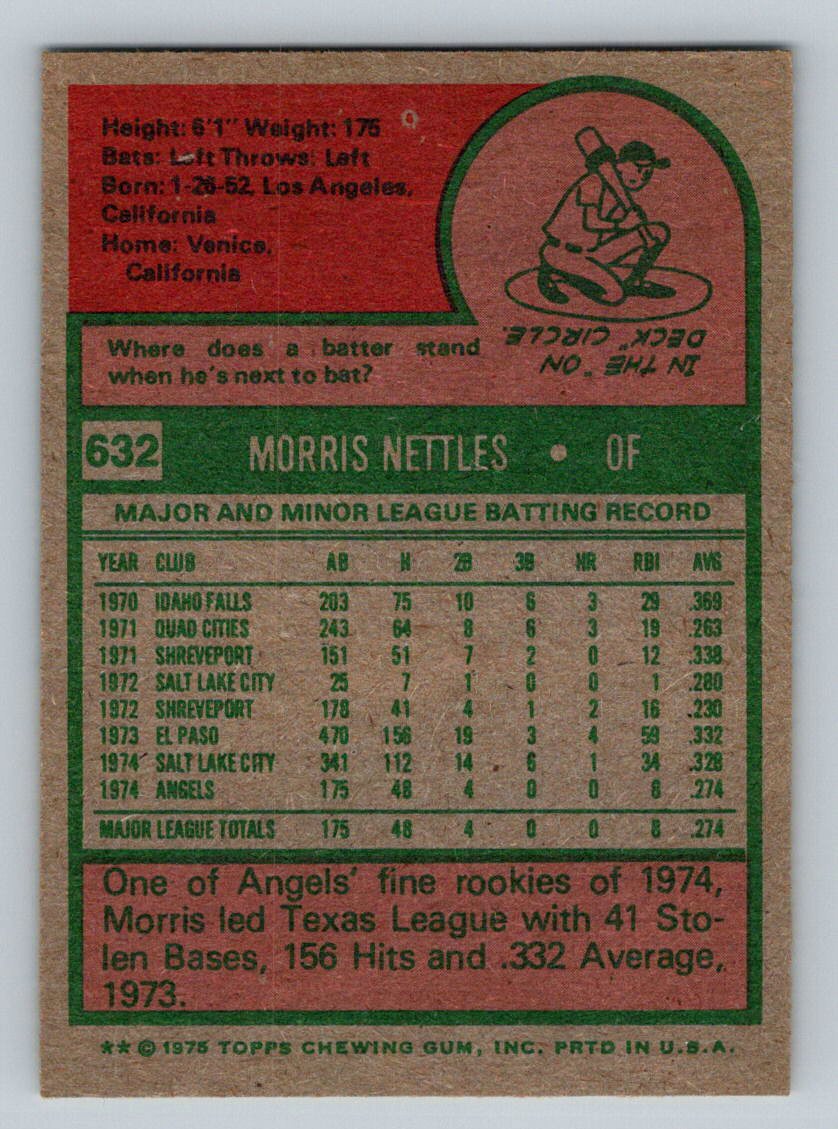 Height: 6'1" Weight: 175
Bats: Left Throws: Left
Born: 1-26-52, Los Angeles,
California
Home: Venice,
California
Where does a batter stand
when he's next to bat?
IN THE "ON
DECK" CIRCLE.
632 MORRIS NETTLES • OF
MAJOR AND MINOR LEAGUE BATTING RECORD
YEAR CLUB AB H 2B 3B HR RBI AVG
1970 IDAHO FALLS 203 75 10 6 3 29 .369
1971 QUAD CITIES 243 64 8 6 3 19 .263
1971 SHREVEPORT 151 51 7 2 0 12 .338
1972 SALT LAKE CITY 25 7 1 0 0 1 .280
1972 SHREVEPORT 178 41 4 1 2 16 .230
1973 EL PASO 470 156 19 3 4 59 .332
1974 SALT LAKE CITY 341 112 14 6 1 34 .328
1974 ANGELS 175 48 4 0 0 8 .274
MAJOR LEAGUE TOTALS 175 48 4 0 0 8 .274
One of Angels' fine rookies of 1974,
Morris led Texas League with 41 Sto-
len Bases, 156 Hits and .332 Average,
1973.
** © 1975 TOPPS CHEWING GUM, INC. PRTD IN U.S.A.